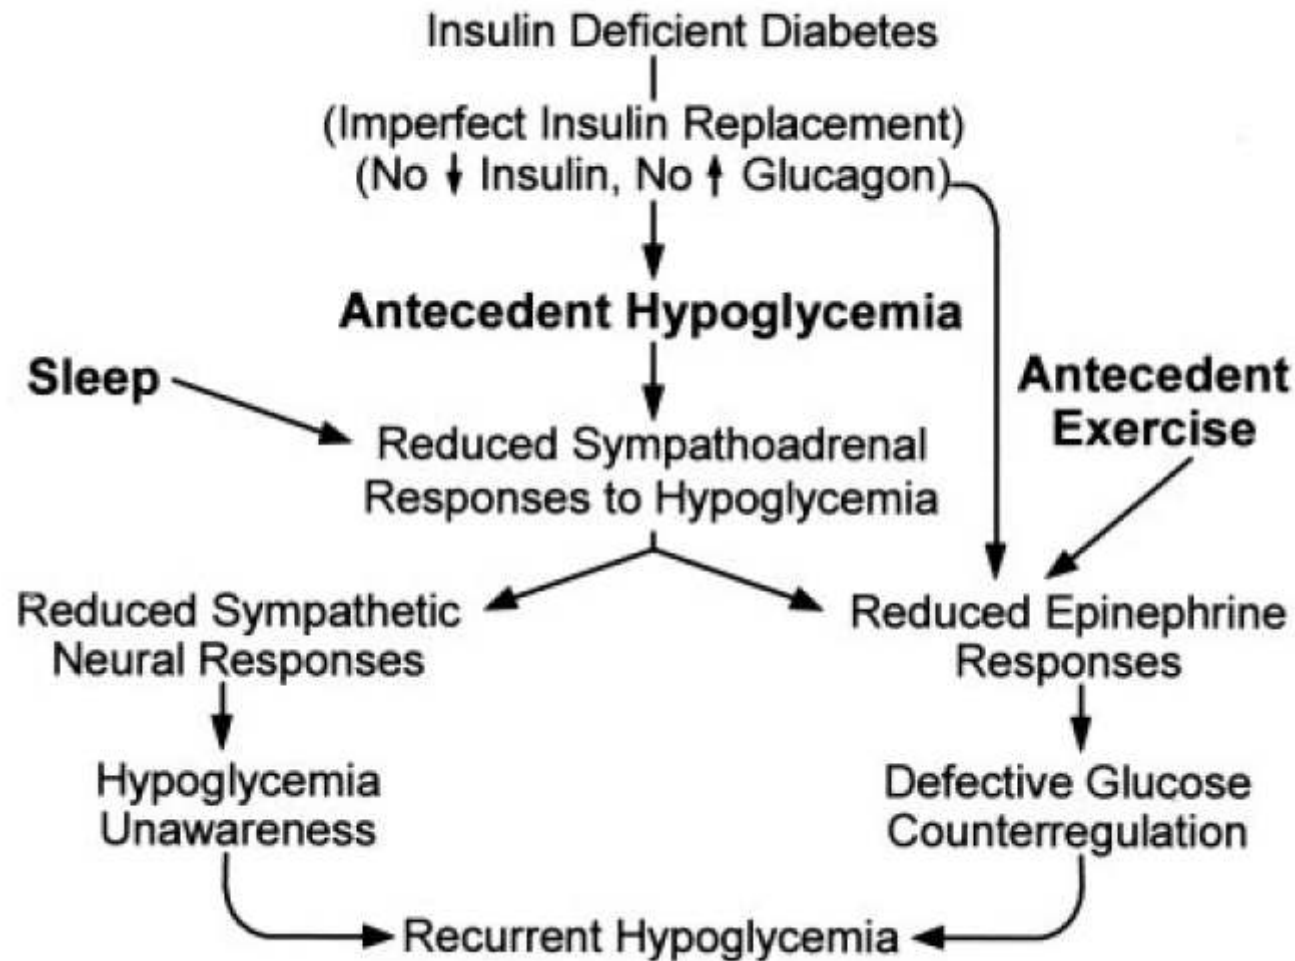 Insulin Deficient Diabetes
(Imperfect Insulin Replacement)
(No ↓ Insulin, No ↑ Glucagon)
Antecedent Hypoglycemia
Sleep
Antecedent
Exercise
Reduced Sympathoadrenal
Responses to Hypoglycemia
Reduced Sympathetic
Neural Responses
Reduced Epinephrine
Responses
Hypoglycemia
Unawareness
Defective Glucose
Counterregulation
Recurrent Hypoglycemia